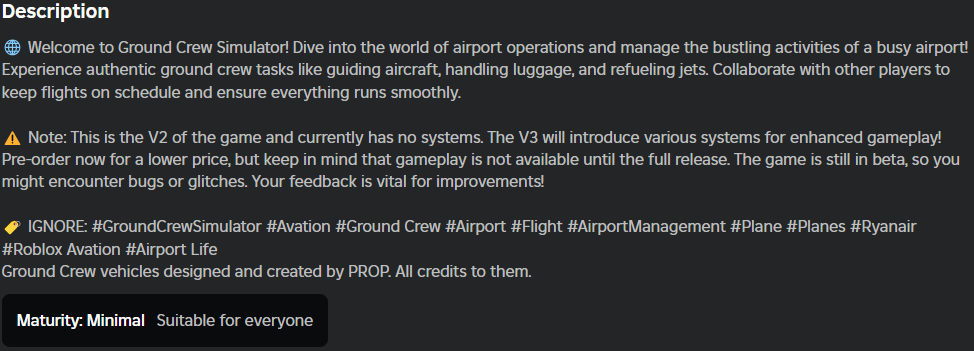 Description
🌐 Welcome to Ground Crew Simulator! Dive into the world of airport operations and manage the bustling activities of a busy airport!
Experience authentic ground crew tasks like guiding aircraft, handling luggage, and refueling jets. Collaborate with other players to
keep flights on schedule and ensure everything runs smoothly.
⚠️ Note: This is the V2 of the game and currently has no systems. The V3 will introduce various systems for enhanced gameplay!
Pre-order now for a lower price, but keep in mind that gameplay is not available until the full release. The game is still in beta, so you
might encounter bugs or glitches. Your feedback is vital for improvements!
🏷️ IGNORE: #GroundCrewSimulator #Avation #Ground Crew #Airport #Flight #AirportManagement #Plane #Planes #Ryanair
#Roblox Avation #Airport Life
Ground Crew vehicles designed and created by PROP. All credits to them.
Maturity: Minimal Suitable for everyone